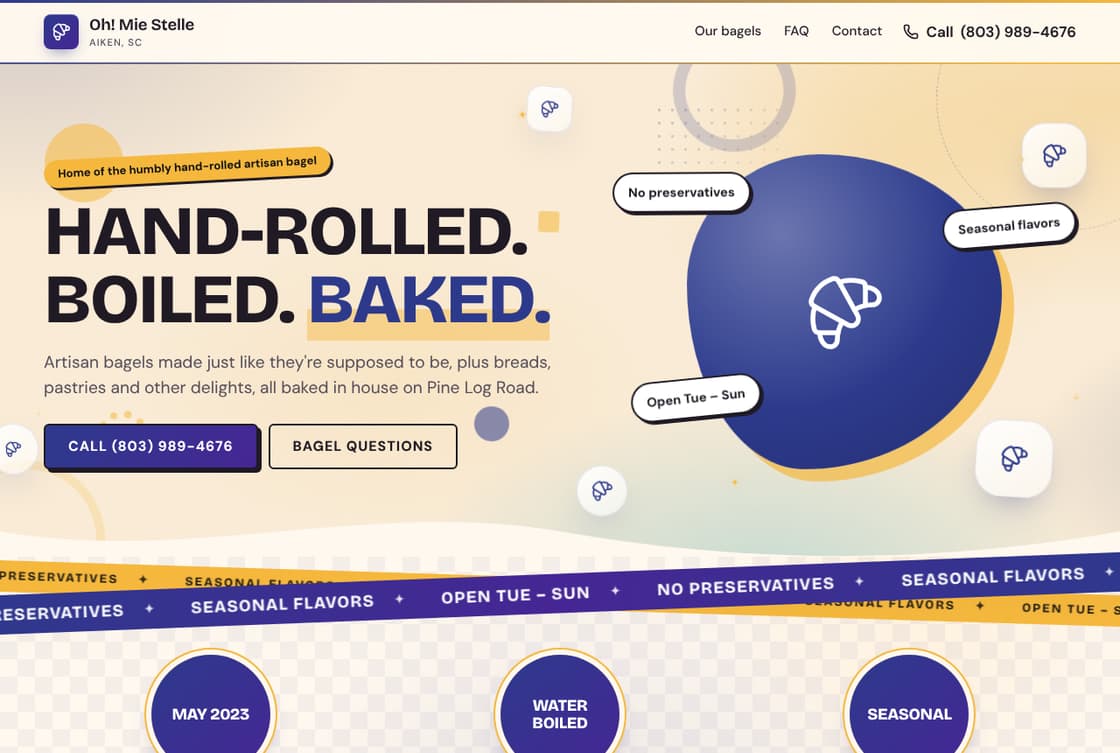 Oh! Mie Stelle
AIKEN, SC
Our bagels
FAQ
Contact
Call (803) 989-4676
Home of the humbly hand-rolled artisan bagel
HAND-ROLLED.
BOILED. BAKED.
Artisan bagels made just like they're supposed to be, plus breads,
pastries and other delights, all baked in house on Pine Log Road.
CALL (803) 989-4676
BAGEL QUESTIONS
No preservatives
Seasonal flavors
Open Tue – Sun
PRESERVATIVES ✦ SEASONAL FLAVORS
SEASONAL FLAVORS ✦ OPEN TUE – S
RESERVATIVES ✦ SEASONAL FLAVORS ✦ OPEN TUE – SUN ✦ NO PRESERVATIVES ✦ SEASONAL FLAVORS ✦
MAY 2023
WATER
BOILED
SEASONAL